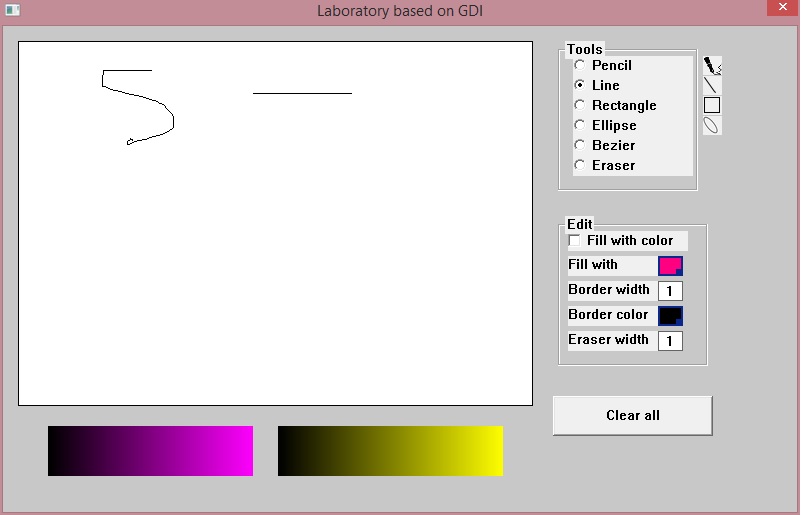 Laboratory based on GDI
Tools
Pencil
Line
Rectangle
Ellipse
Bezier
Eraser
Edit
Fill with color
Fill with
Border width 1
Border color
Eraser width 1
Clear all